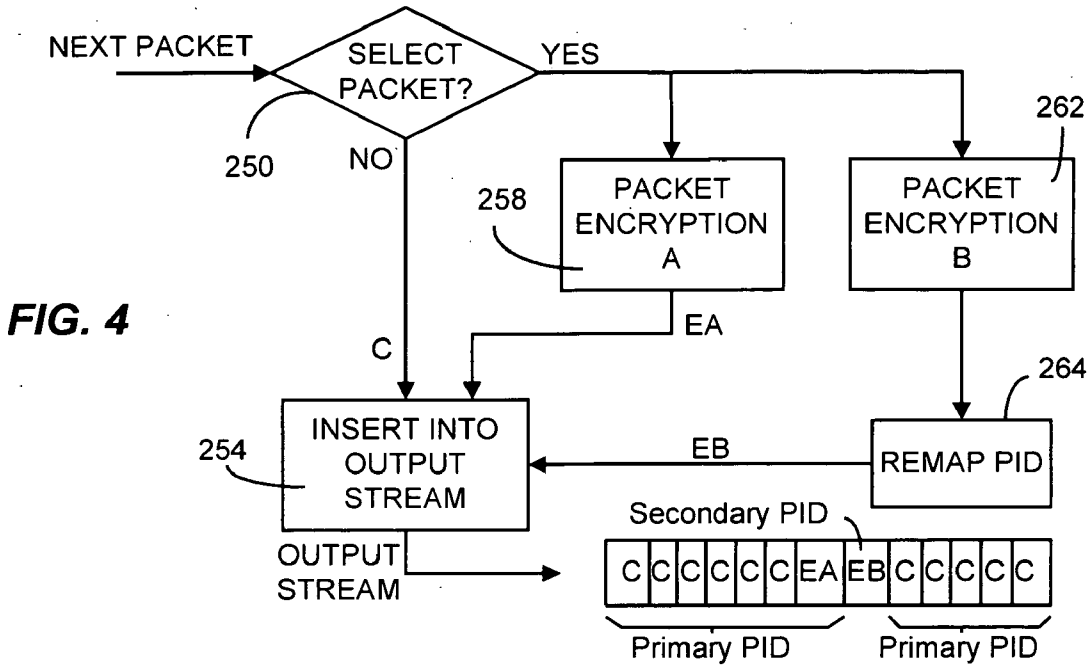 NEXT PACKET
SELECT
PACKET?
YES
250
NO
262
PACKET
ENCRYPTION
A
258
PACKET
ENCRYPTION
B
FIG. 4
C
EA
264
INSERT INTO
OUTPUT
STREAM
254
EB
REMAP PID
Secondary PID
OUTPUT
STREAM
C C C C C C EA EB C C C C C
Primary PID
Primary PID